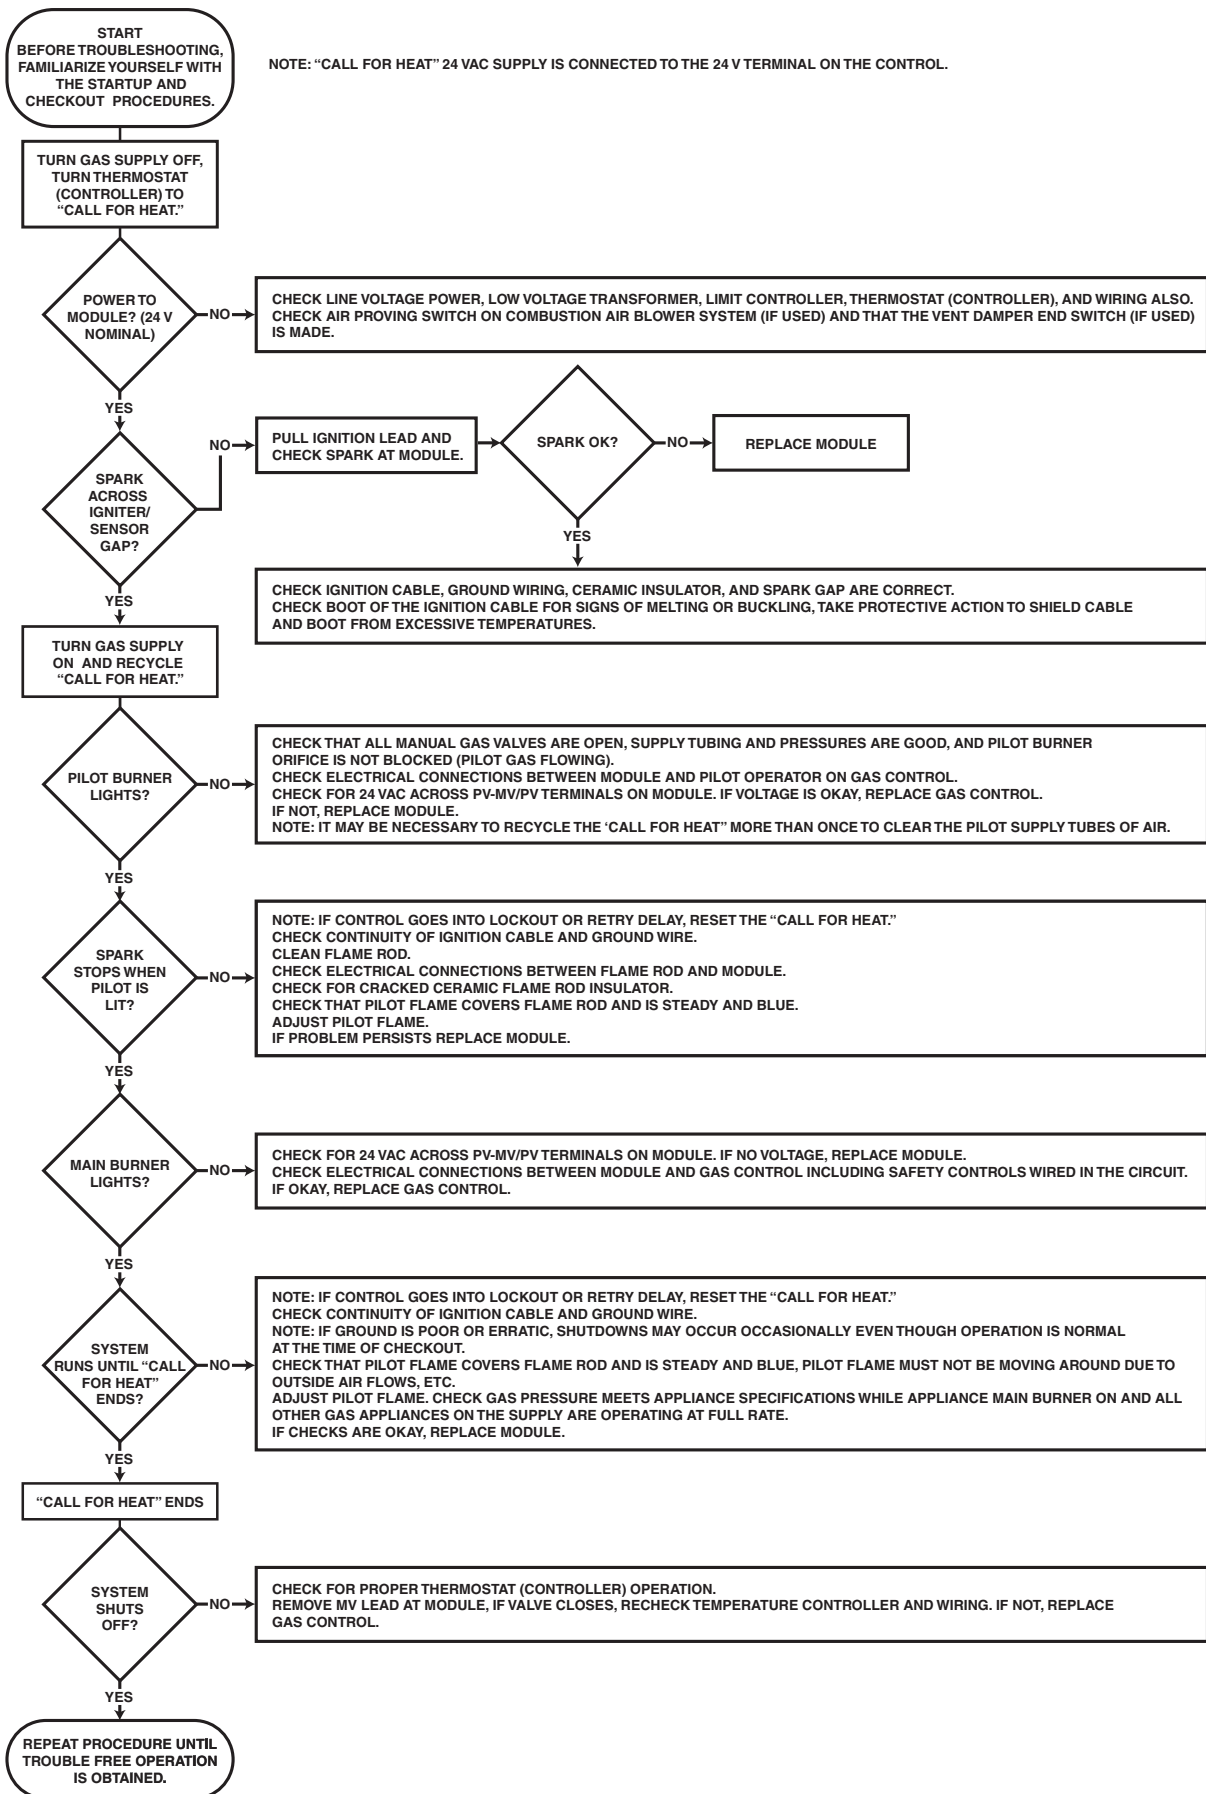 START
BEFORE TROUBLESHOOTING,
FAMILIARIZE YOURSELF WITH
THE STARTUP AND
CHECKOUT PROCEDURES.
NOTE: “CALL FOR HEAT” 24 VAC SUPPLY IS CONNECTED TO THE 24 V TERMINAL ON THE CONTROL.
TURN GAS SUPPLY OFF,
TURN THERMOSTAT
(CONTROLLER) TO
“CALL FOR HEAT.”
POWER TO
MODULE? (24 V
NOMINAL)
NO
CHECK LINE VOLTAGE POWER, LOW VOLTAGE TRANSFORMER, LIMIT CONTROLLER, THERMOSTAT (CONTROLLER), AND WIRING ALSO.
CHECK AIR PROVING SWITCH ON COMBUSTION AIR BLOWER SYSTEM (IF USED) AND THAT THE VENT DAMPER END SWITCH (IF USED)
IS MADE.
YES
SPARK
ACROSS
IGNITER/
SENSOR
GAP?
NO
PULL IGNITION LEAD AND
CHECK SPARK AT MODULE.
SPARK OK?
NO
REPLACE MODULE
YES
CHECK IGNITION CABLE, GROUND WIRING, CERAMIC INSULATOR, AND SPARK GAP ARE CORRECT.
CHECK BOOT OF THE IGNITION CABLE FOR SIGNS OF MELTING OR BUCKLING, TAKE PROTECTIVE ACTION TO SHIELD CABLE
AND BOOT FROM EXCESSIVE TEMPERATURES.
YES
TURN GAS SUPPLY
ON AND RECYCLE
“CALL FOR HEAT.”
PILOT BURNER
LIGHTS?
NO
CHECK THAT ALL MANUAL GAS VALVES ARE OPEN, SUPPLY TUBING AND PRESSURES ARE GOOD, AND PILOT BURNER
ORIFICE IS NOT BLOCKED (PILOT GAS FLOWING).
CHECK ELECTRICAL CONNECTIONS BETWEEN MODULE AND PILOT OPERATOR ON GAS CONTROL.
CHECK FOR 24 VAC ACROSS PV-MV/PV TERMINALS ON MODULE. IF VOLTAGE IS OKAY, REPLACE GAS CONTROL.
IF NOT, REPLACE MODULE.
NOTE: IT MAY BE NECESSARY TO RECYCLE THE ‘CALL FOR HEAT” MORE THAN ONCE TO CLEAR THE PILOT SUPPLY TUBES OF AIR.
YES
SPARK
STOPS WHEN
PILOT IS
LIT?
NO
NOTE: IF CONTROL GOES INTO LOCKOUT OR RETRY DELAY, RESET THE “CALL FOR HEAT.”
CHECK CONTINUITY OF IGNITION CABLE AND GROUND WIRE.
CLEAN FLAME ROD.
CHECK ELECTRICAL CONNECTIONS BETWEEN FLAME ROD AND MODULE.
CHECK FOR CRACKED CERAMIC FLAME ROD INSULATOR.
CHECK THAT PILOT FLAME COVERS FLAME ROD AND IS STEADY AND BLUE.
ADJUST PILOT FLAME.
IF PROBLEM PERSISTS REPLACE MODULE.
YES
MAIN BURNER
LIGHTS?
NO
CHECK FOR 24 VAC ACROSS PV-MV/PV TERMINALS ON MODULE. IF NO VOLTAGE, REPLACE MODULE.
CHECK ELECTRICAL CONNECTIONS BETWEEN MODULE AND GAS CONTROL INCLUDING SAFETY CONTROLS WIRED IN THE CIRCUIT.
IF OKAY, REPLACE GAS CONTROL.
YES
SYSTEM
RUNS UNTIL “CALL
FOR HEAT”
ENDS?
NO
NOTE: IF CONTROL GOES INTO LOCKOUT OR RETRY DELAY, RESET THE “CALL FOR HEAT.”
CHECK CONTINUITY OF IGNITION CABLE AND GROUND WIRE.
NOTE: IF GROUND IS POOR OR ERRATIC, SHUTDOWNS MAY OCCUR OCCASIONALLY EVEN THOUGH OPERATION IS NORMAL
AT THE TIME OF CHECKOUT.
CHECK THAT PILOT FLAME COVERS FLAME ROD AND IS STEADY AND BLUE, PILOT FLAME MUST NOT BE MOVING AROUND DUE TO
OUTSIDE AIR FLOWS, ETC.
ADJUST PILOT FLAME. CHECK GAS PRESSURE MEETS APPLIANCE SPECIFICATIONS WHILE APPLIANCE MAIN BURNER ON AND ALL
OTHER GAS APPLIANCES ON THE SUPPLY ARE OPERATING AT FULL RATE.
IF CHECKS ARE OKAY, REPLACE MODULE.
YES
“CALL FOR HEAT” ENDS
SYSTEM
SHUTS
OFF?
NO
CHECK FOR PROPER THERMOSTAT (CONTROLLER) OPERATION.
REMOVE MV LEAD AT MODULE, IF VALVE CLOSES, RECHECK TEMPERATURE CONTROLLER AND WIRING. IF NOT, REPLACE
GAS CONTROL.
YES
REPEAT PROCEDURE UNTIL
TROUBLE FREE OPERATION
IS OBTAINED.